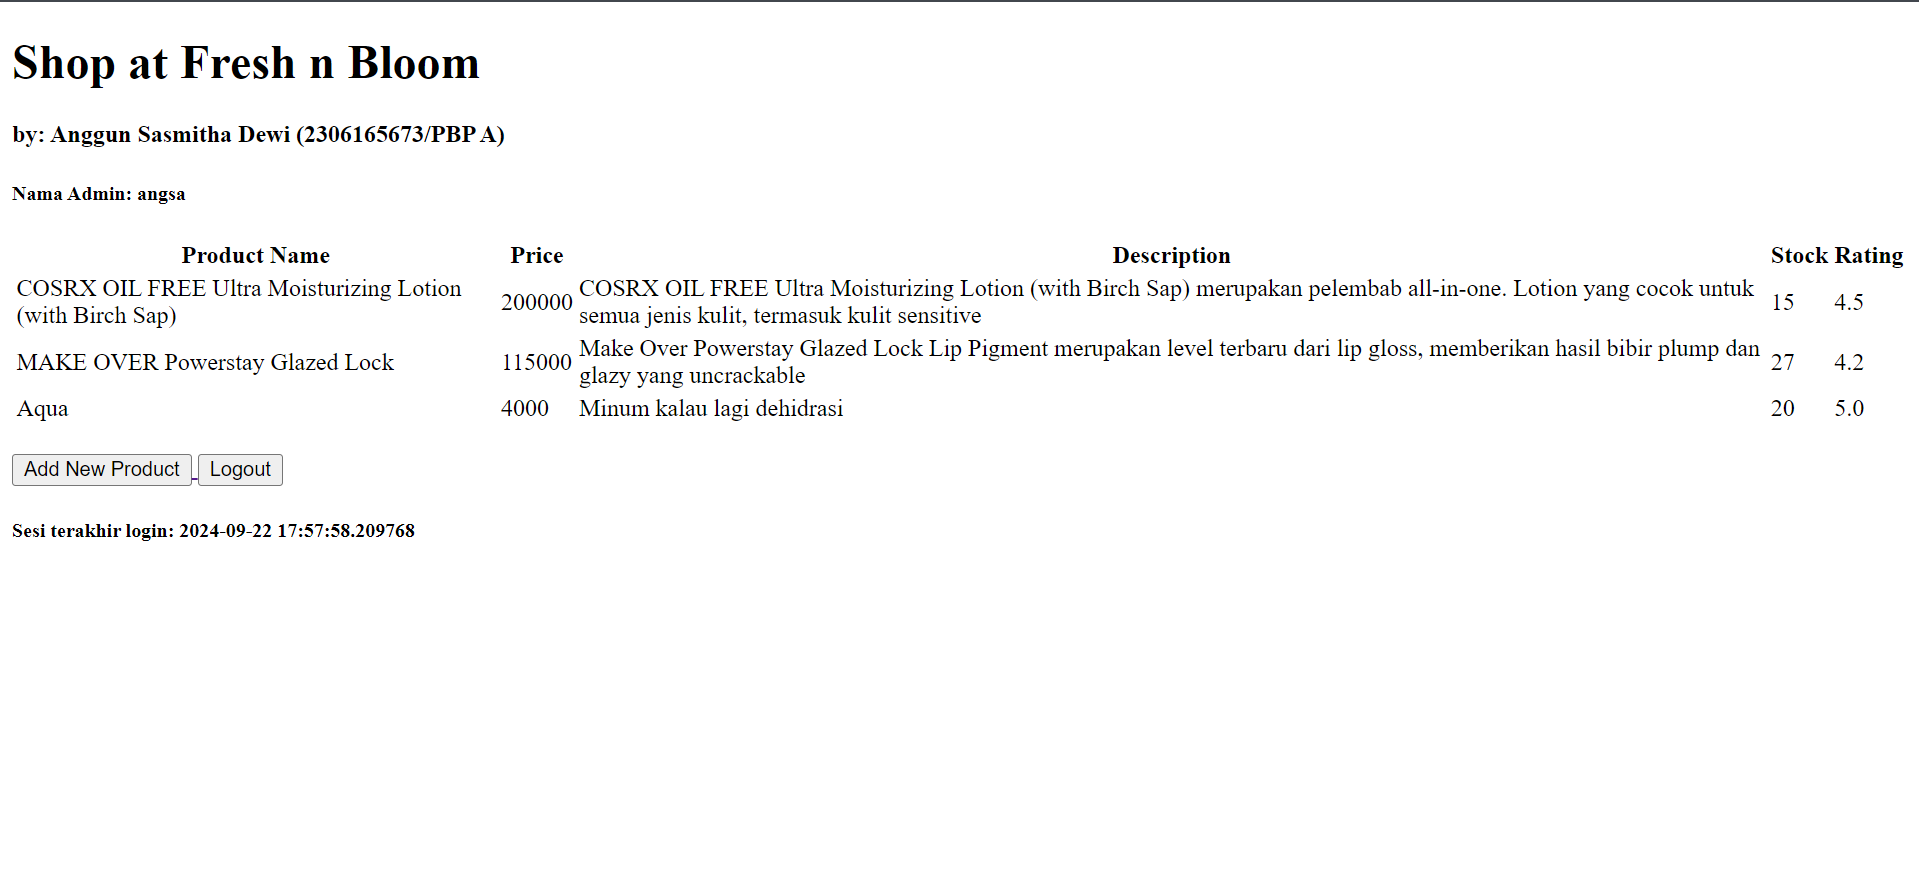 Shop at Fresh n Bloom
by: Anggun Sasmitha Dewi (2306165673/PBP A)
Nama Admin: angsa
Product Name Price Description Stock Rating
COSRX OIL FREE Ultra Moisturizing Lotion (with Birch Sap) 200000 COSRX OIL FREE Ultra Moisturizing Lotion (with Birch Sap) merupakan pelembab all-in-one. Lotion yang cocok untuk semua jenis kulit, termasuk kulit sensitive 15 4.5
MAKE OVER Powerstay Glazed Lock 115000 Make Over Powerstay Glazed Lock Lip Pigment merupakan level terbaru dari lip gloss, memberikan hasil bibir plump dan glazy yang uncrackable 27 4.2
Aqua 4000 Minum kalau lagi dehidrasi 20 5.0
Add New Product Logout
Sesi terakhir login: 2024-09-22 17:57:58.209768